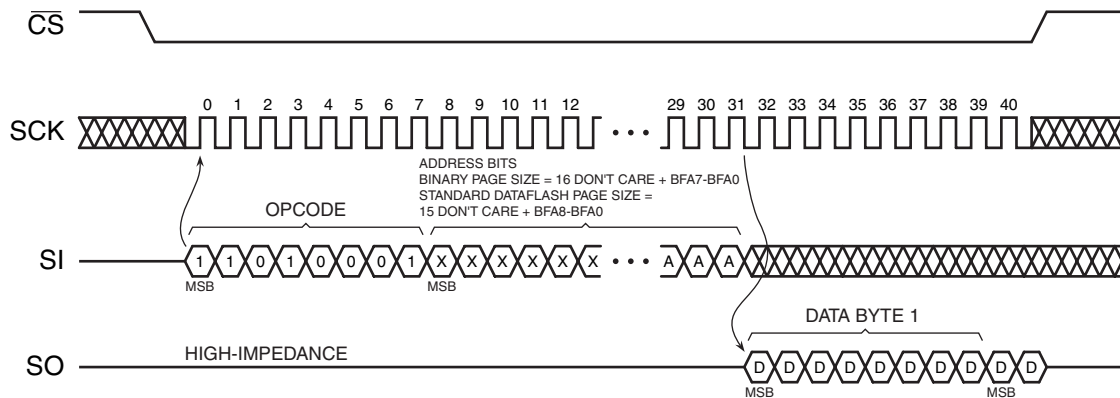 CS
0 1 2 3 4 5 6 7 8 9 10 11 12 29 30 31 32 33 34 35 36 37 38 39 40
SCK
ADDRESS BITS
BINARY PAGE SIZE = 16 DON'T CARE + BFA7-BFA0
STANDARD DATAFLASH PAGE SIZE =
15 DON'T CARE + BFA8-BFA0
OPCODE
SI 1 1 0 1 0 0 0 1 X X X X X X • • • A A A
MSB MSB
DATA BYTE 1
HIGH-IMPEDANCE
SO D D D D D D D D D D
MSB MSB